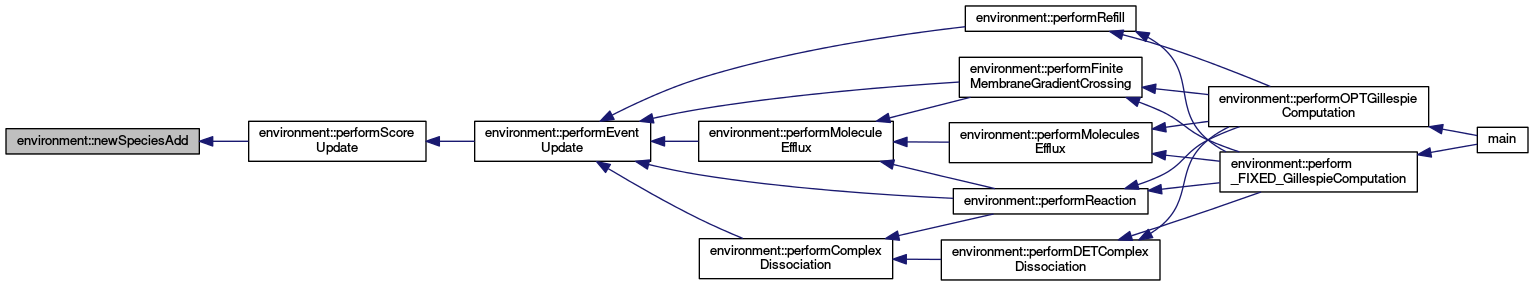 environment::newSpeciesAdd
environment::performScore
Update
environment::performEvent
Update
environment::performRefill
environment::performFinite
MembraneGradientCrossing
environment::performMolecule
Efflux
environment::performMolecules
Efflux
environment::performReaction
environment::performComplex
Dissociation
environment::performDETComplex
Dissociation
environment::performOPTGillespie
Computation
environment::perform
_FIXED_GillespieComputation
main